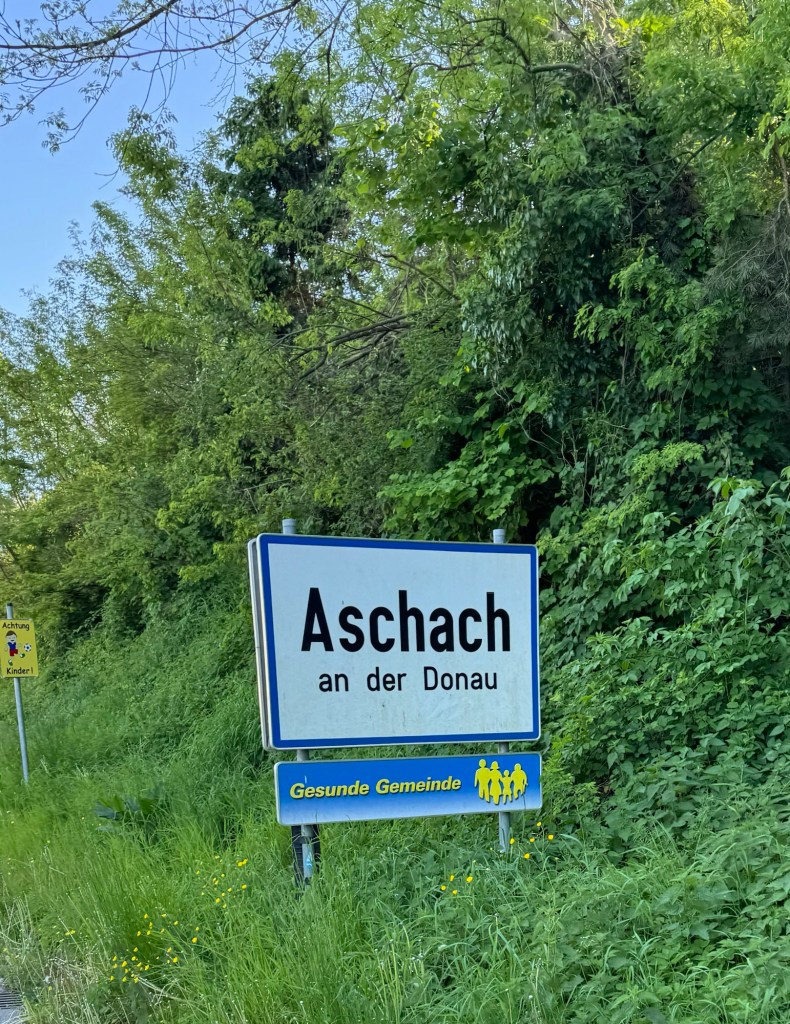 Aschach
an der Donau
Gesunde Gemeinde
Achtung
Kinder!